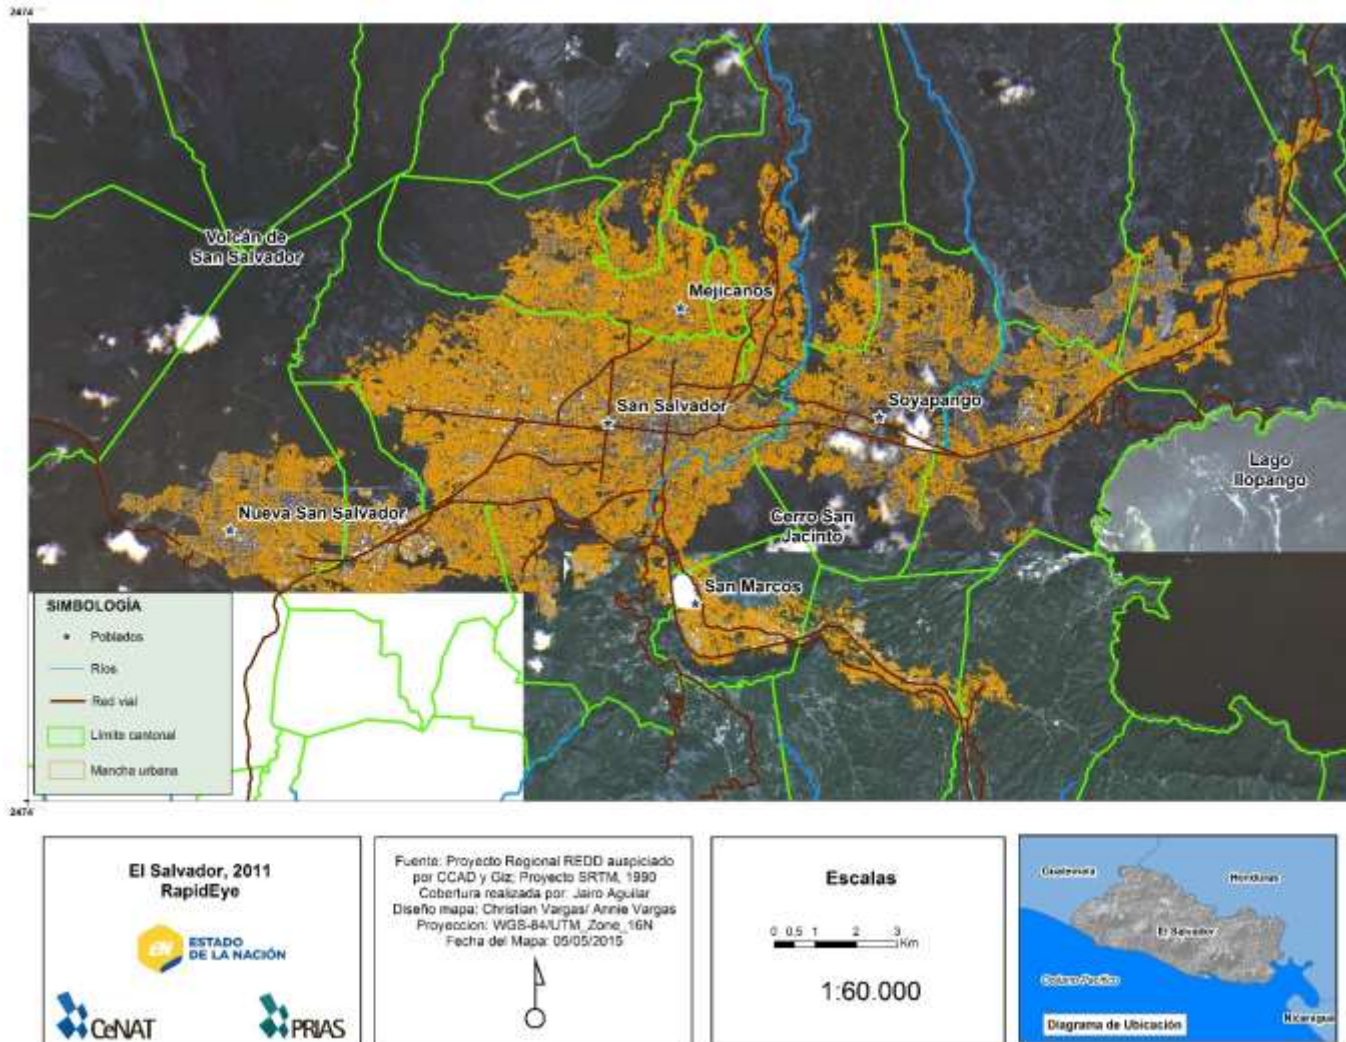 2474
Volcán de
San Salvador
Mejicanos
San Salvador
Soyapango
Lago
Ilopango
Nueva San Salvador
Cerro San
Jacinto
San Marcos
SIMBOLOGÍA
Poblados
Ríos
Red vial
Límite cantonal
Mancha urbana
2474
El Salvador, 2011
RapidEye
eN ESTADO
DE LA NACIÓN
CeNAT
PRIAS
Fuente: Proyecto Regional REDD auspiciado
por CCAD y Giz; Proyecto SRTM, 1990
Cobertura realizada por: Jairo Aguilar
Diseño mapa: Christian Vargas/ Annie Vargas
Proyeccion: WGS-84/UTM_Zone_16N
Fecha del Mapa: 05/05/2015
Escalas
0 0,5 1 2 3
Km
1:60.000
Guatemala
Honduras
El Salvador
Océano Pacífico
Nicaragua
Diagrama de Ubicación